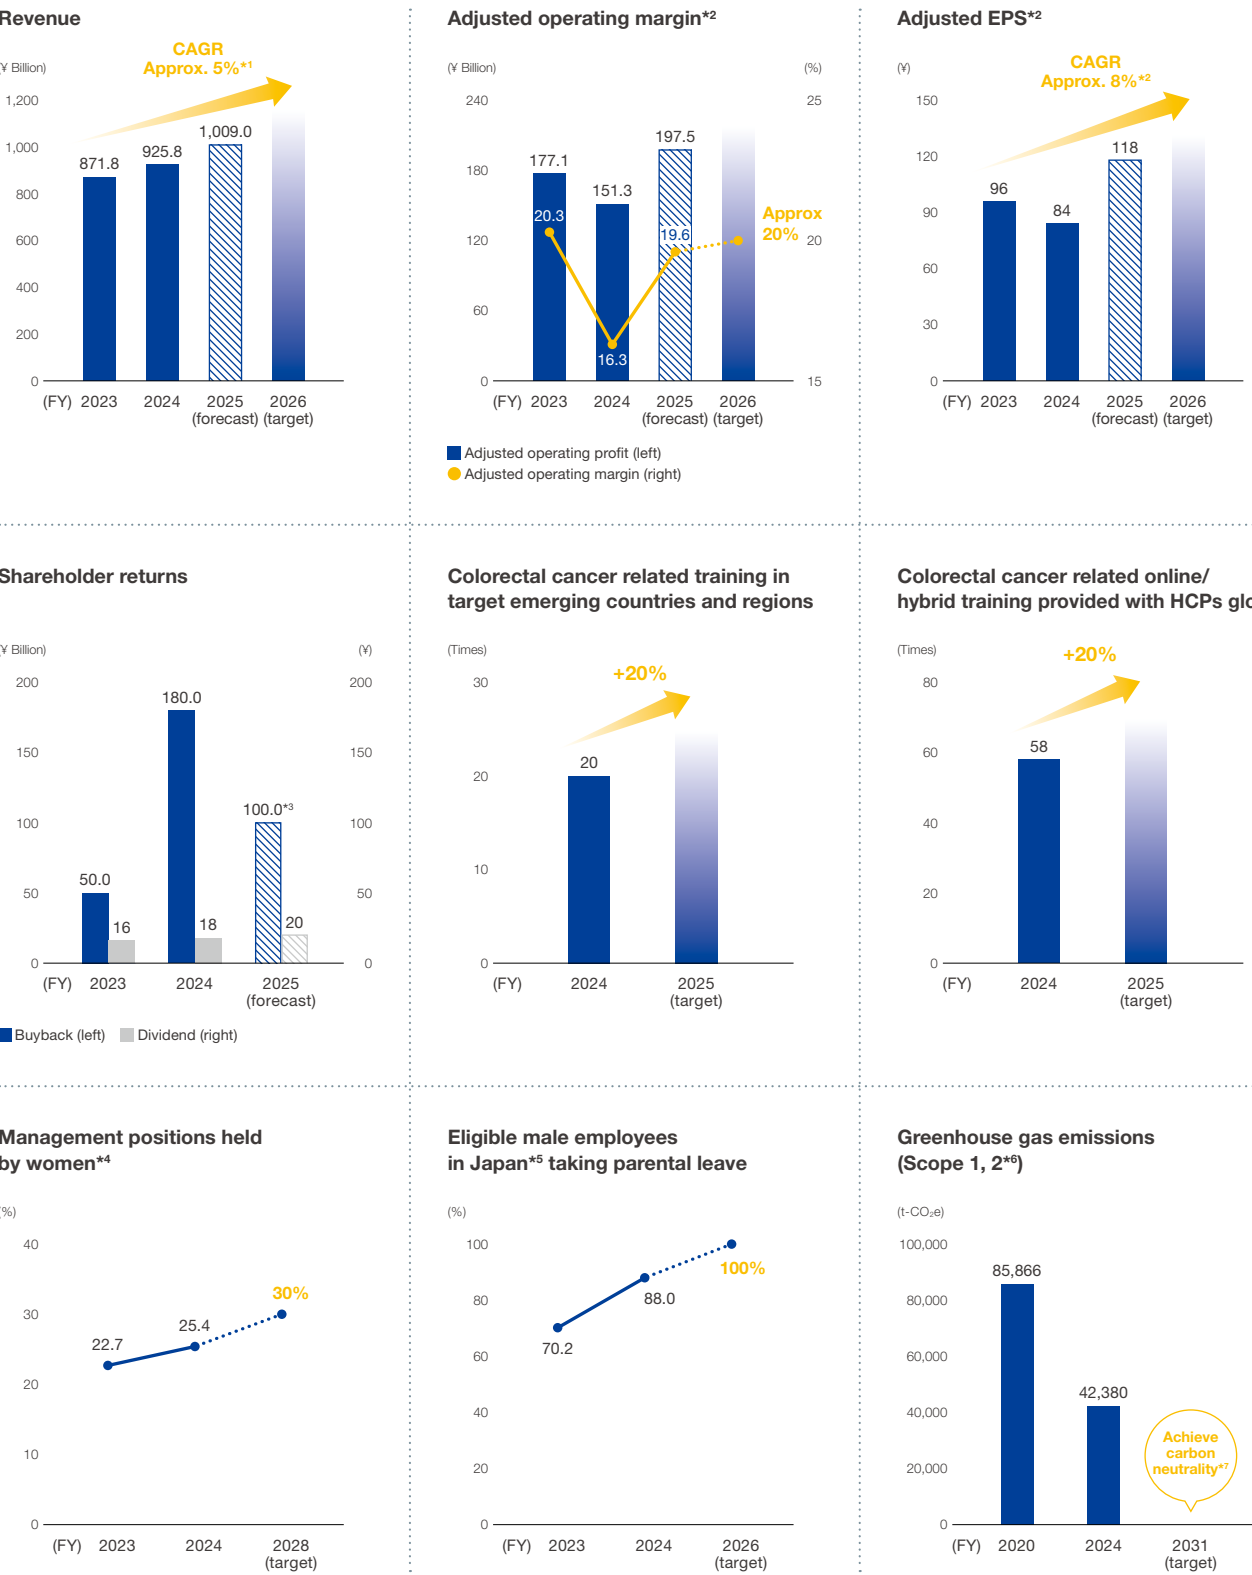 Revenue
(¥ Billion)
CAGR
Approx. 5%*1
1,200
1,000
800
600
400
200
0
871.8
925.8
1,009.0
(FY) 2023 2024 2025 2026
(forecast) (target)
Adjusted operating margin*2
(¥ Billion)
(%)
240
180
120
60
0
25
20
15
177.1
151.3
197.5
20.3
16.3
19.6
Approx
20%
(FY) 2023 2024 2025 2026
(forecast) (target)
Adjusted operating profit (left)
Adjusted operating margin (right)
Adjusted EPS*2
(¥)
CAGR
Approx. 8%*2
150
120
90
60
30
0
96
84
118
(FY) 2023 2024 2025 2026
(forecast) (target)
Shareholder returns
(¥ Billion)
(¥)
200
150
100
50
0
200
150
100
50
0
50.0
16
180.0
18
100.0*3
20
(FY) 2023 2024 2025
(forecast)
Buyback (left) Dividend (right)
Colorectal cancer related training in
target emerging countries and regions
(Times)
+20%
30
20
10
0
20
(FY) 2024 2025
(target)
Colorectal cancer related online/
hybrid training provided with HCPs glo
(Times)
+20%
80
60
40
20
0
58
(FY) 2024 2025
(target)
Management positions held
by women*4
(%)
40
30
20
10
0
22.7
25.4
30%
(FY) 2023 2024 2028
(target)
Eligible male employees
in Japan*5 taking parental leave
(%)
100
80
60
40
20
0
70.2
88.0
100%
(FY) 2023 2024 2026
(target)
Greenhouse gas emissions
(Scope 1, 2*6)
(t-CO₂e)
100,000
80,000
60,000
40,000
20,000
0
85,866
42,380
Achieve
carbon
neutrality*7
(FY) 2020 2024 2031
(target)